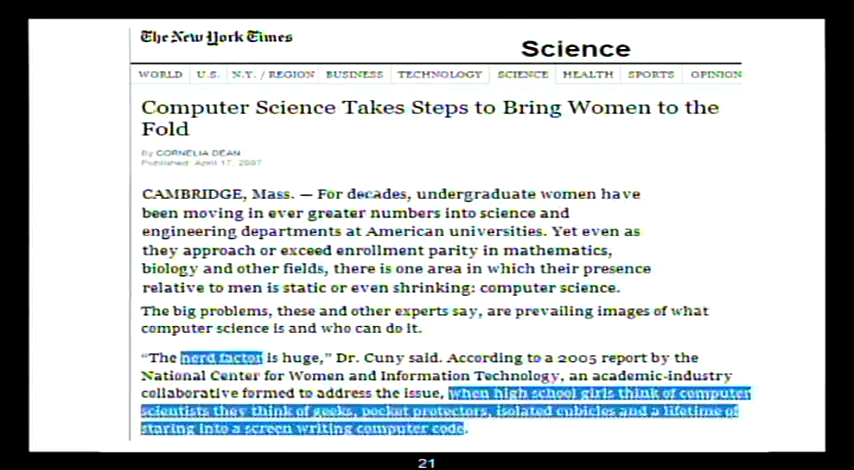 The New York Times
Science
WORLD U.S. N.Y. / REGION BUSINESS TECHNOLOGY SCIENCE HEALTH SPORTS OPINION
Computer Science Takes Steps to Bring Women to the
Fold
By CORNELIA DEAN
Published: April 17, 2007
CAMBRIDGE, Mass. — For decades, undergraduate women have
been moving in ever greater numbers into science and
engineering departments at American universities. Yet even as
they approach or exceed enrollment parity in mathematics,
biology and other fields, there is one area in which their presence
relative to men is static or even shrinking: computer science.
The big problems, these and other experts say, are prevailing images of what
computer science is and who can do it.
“The nerd factor is huge,” Dr. Cuny said. According to a 2005 report by the
National Center for Women and Information Technology, an academic-industry
collaborative formed to address the issue, when high school girls think of computer
scientists they think of geeks, pocket protectors, isolated cubicles and a lifetime of
staring into a screen writing computer code.
21